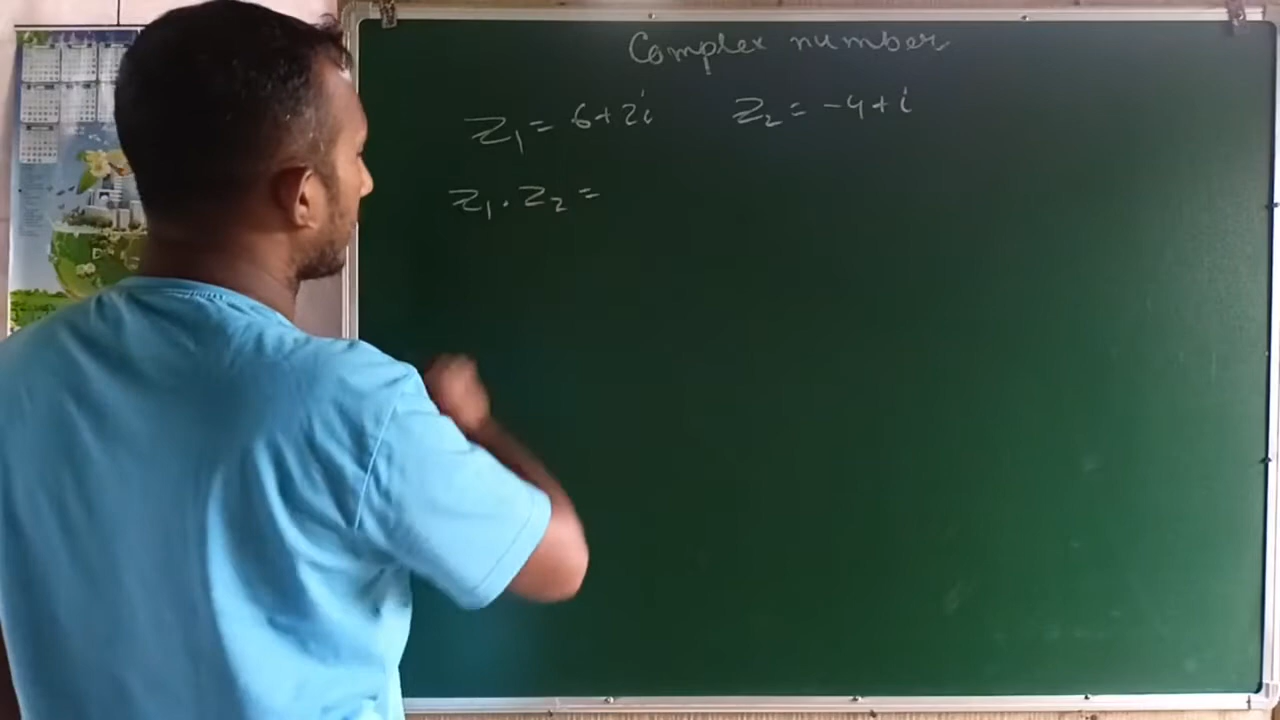 Complex number
Z₁ = 6+2i    Z₂ = -4+i
Z₁ . Z₂ =